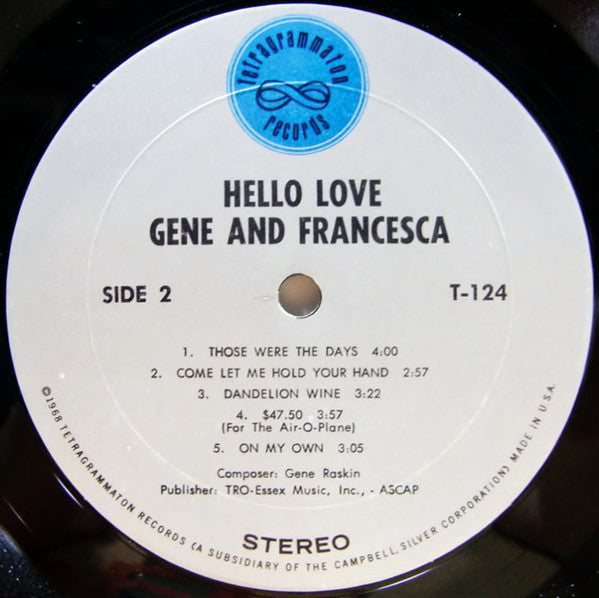 tetragrammaton
records
HELLO LOVE
GENE AND FRANCESCA
SIDE 2
T-124
1. THOSE WERE THE DAYS 4:00
2. COME LET ME HOLD YOUR HAND 2:57
3. DANDELION WINE 3:22
4. $47.50 3:57
(For The Air-O-Plane)
5. ON MY OWN 3:05
Composer: Gene Raskin
Publisher: TRO-Essex Music, Inc., - ASCAP
STEREO
©1968 TETRAGRAMMATON RECORDS (A SUBSIDIARY OF THE CAMPBELL, SILVER CORPORATION) MADE IN U.S.A.